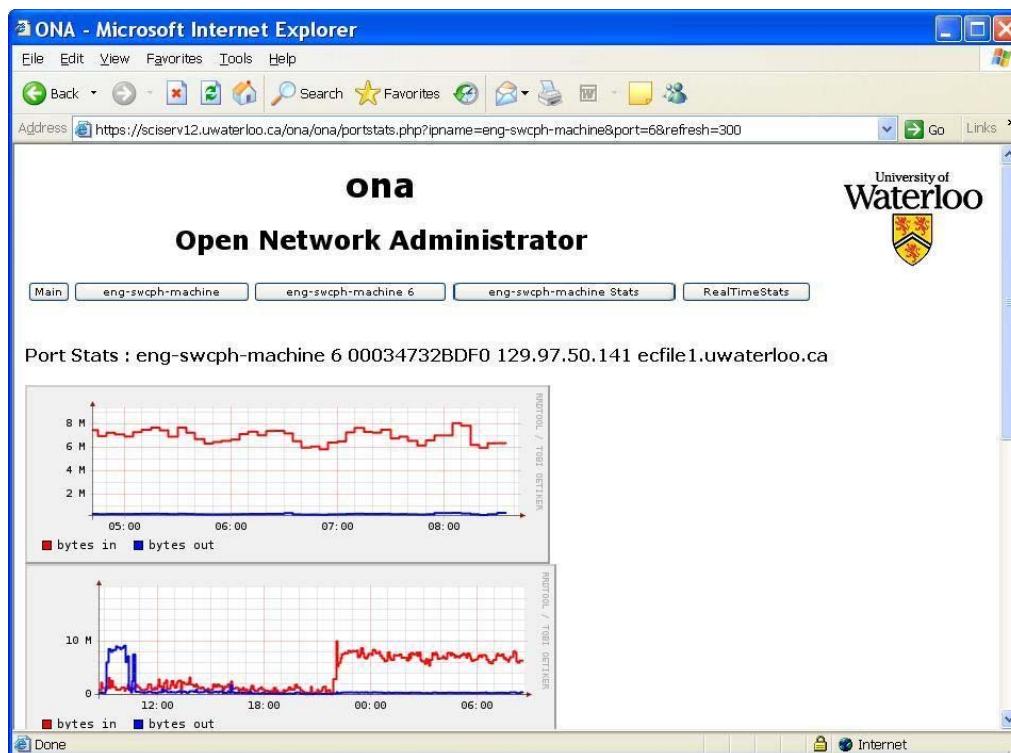 ONA - Microsoft Internet Explorer
File Edit View Favorites Tools Help
Back Search Favorites
Address https://sciserv12.uwaterloo.ca/ona/ona/portstats.php?ipname=eng-swcph-machine&port=6&refresh=300 Go Links
ona
Open Network Administrator
University of
Waterloo
Main eng-swcph-machine eng-swcph-machine 6 eng-swcph-machine Stats RealTimeStats
Port Stats : eng-swcph-machine 6 00034732BDF0 129.97.50.141 ecfile1.uwaterloo.ca
8 M
6 M
4 M
2 M
05:00 06:00 07:00 08:00
bytes in bytes out
RRDTOOL / TOBI OETIKER
10 M
0
12:00 18:00 00:00 06:00
bytes in bytes out
RRDTOOL / TOBI OETIKER
Done Internet